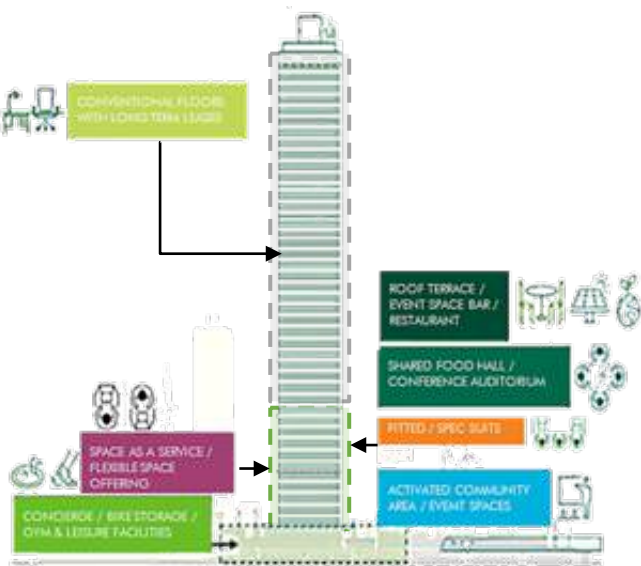 CONVENTIONAL FLOORS
WITH LONG TERM LEASES
ROOF TERRACE /
EVENT SPACE BAR /
RESTAURANT
SHARED FOOD HALL /
CONFERENCE AUDITORIUM
FITTED / SPEC SUITS
SPACE AS A SERVICE /
FLEXIBLE SPACE
OFFERING
ACTIVATED COMMUNITY
AREA / EVENT SPACES
CONCIERGE / BIKE STORAGE /
GYM & LEISURE FACILITIES